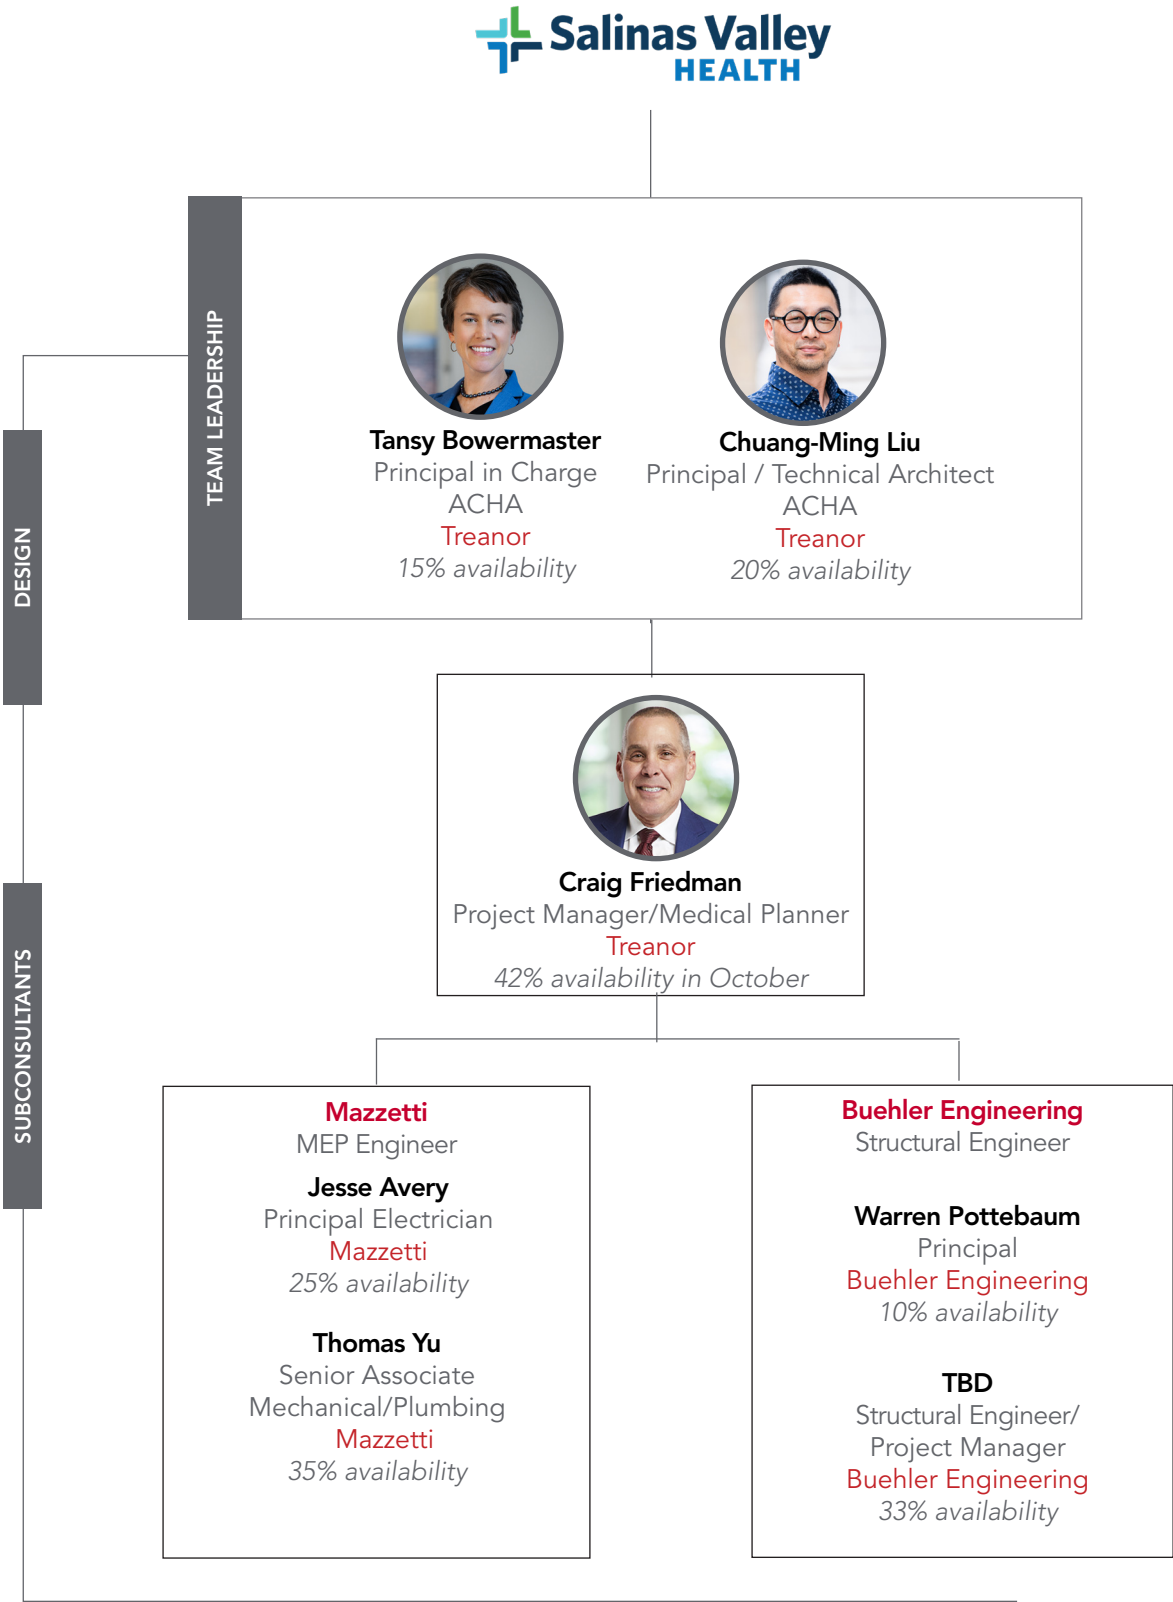 Salinas Valley
HEALTH
TEAM LEADERSHIP
Tansy Bowermaster
Principal in Charge
ACHA
Treanor
15% availability
Chuang-Ming Liu
Principal / Technical Architect
ACHA
Treanor
20% availability
DESIGN
Craig Friedman
Project Manager/Medical Planner
Treanor
42% availability in October
SUBCONSULTANTS
Mazzetti
MEP Engineer
Jesse Avery
Principal Electrician
Mazzetti
25% availability
Thomas Yu
Senior Associate
Mechanical/Plumbing
Mazzetti
35% availability
Buehler Engineering
Structural Engineer
Warren Pottebaum
Principal
Buehler Engineering
10% availability
TBD
Structural Engineer/
Project Manager
Buehler Engineering
33% availability